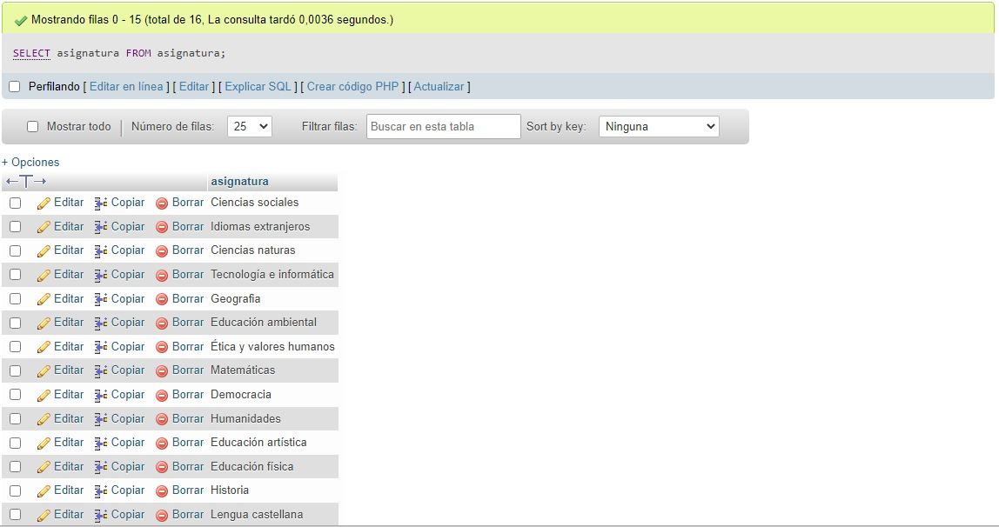 Mostrando filas 0 - 15 (total de 16, La consulta tardó 0,0036 segundos.)
SELECT asignatura FROM asignatura;
Perfilando [ Editar en línea ] [ Editar ] [ Explicar SQL ] [ Crear código PHP ] [ Actualizar ]
Mostrar todo | Número de filas: 25 Filtrar filas: Buscar en esta tabla Sort by key: Ninguna
+ Opciones
←T→ asignatura
Editar Copiar Borrar Ciencias sociales
Editar Copiar Borrar Idiomas extranjeros
Editar Copiar Borrar Ciencias naturas
Editar Copiar Borrar Tecnología e informática
Editar Copiar Borrar Geografia
Editar Copiar Borrar Educación ambiental
Editar Copiar Borrar Ética y valores humanos
Editar Copiar Borrar Matemáticas
Editar Copiar Borrar Democracia
Editar Copiar Borrar Humanidades
Editar Copiar Borrar Educación artística
Editar Copiar Borrar Educación física
Editar Copiar Borrar Historia
Editar Copiar Borrar Lengua castellana